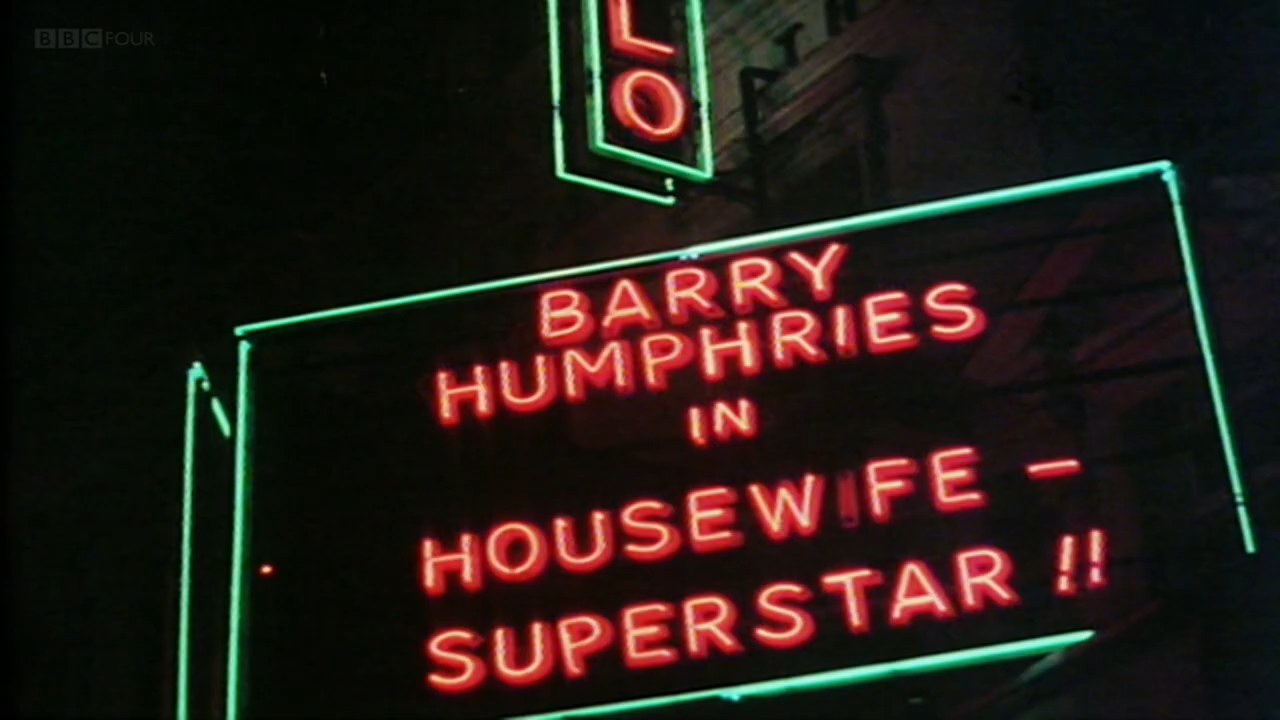 BBC FOUR
LO
BARRY
HUMPHRIES
IN
HOUSEWIFE –
SUPERSTAR !!